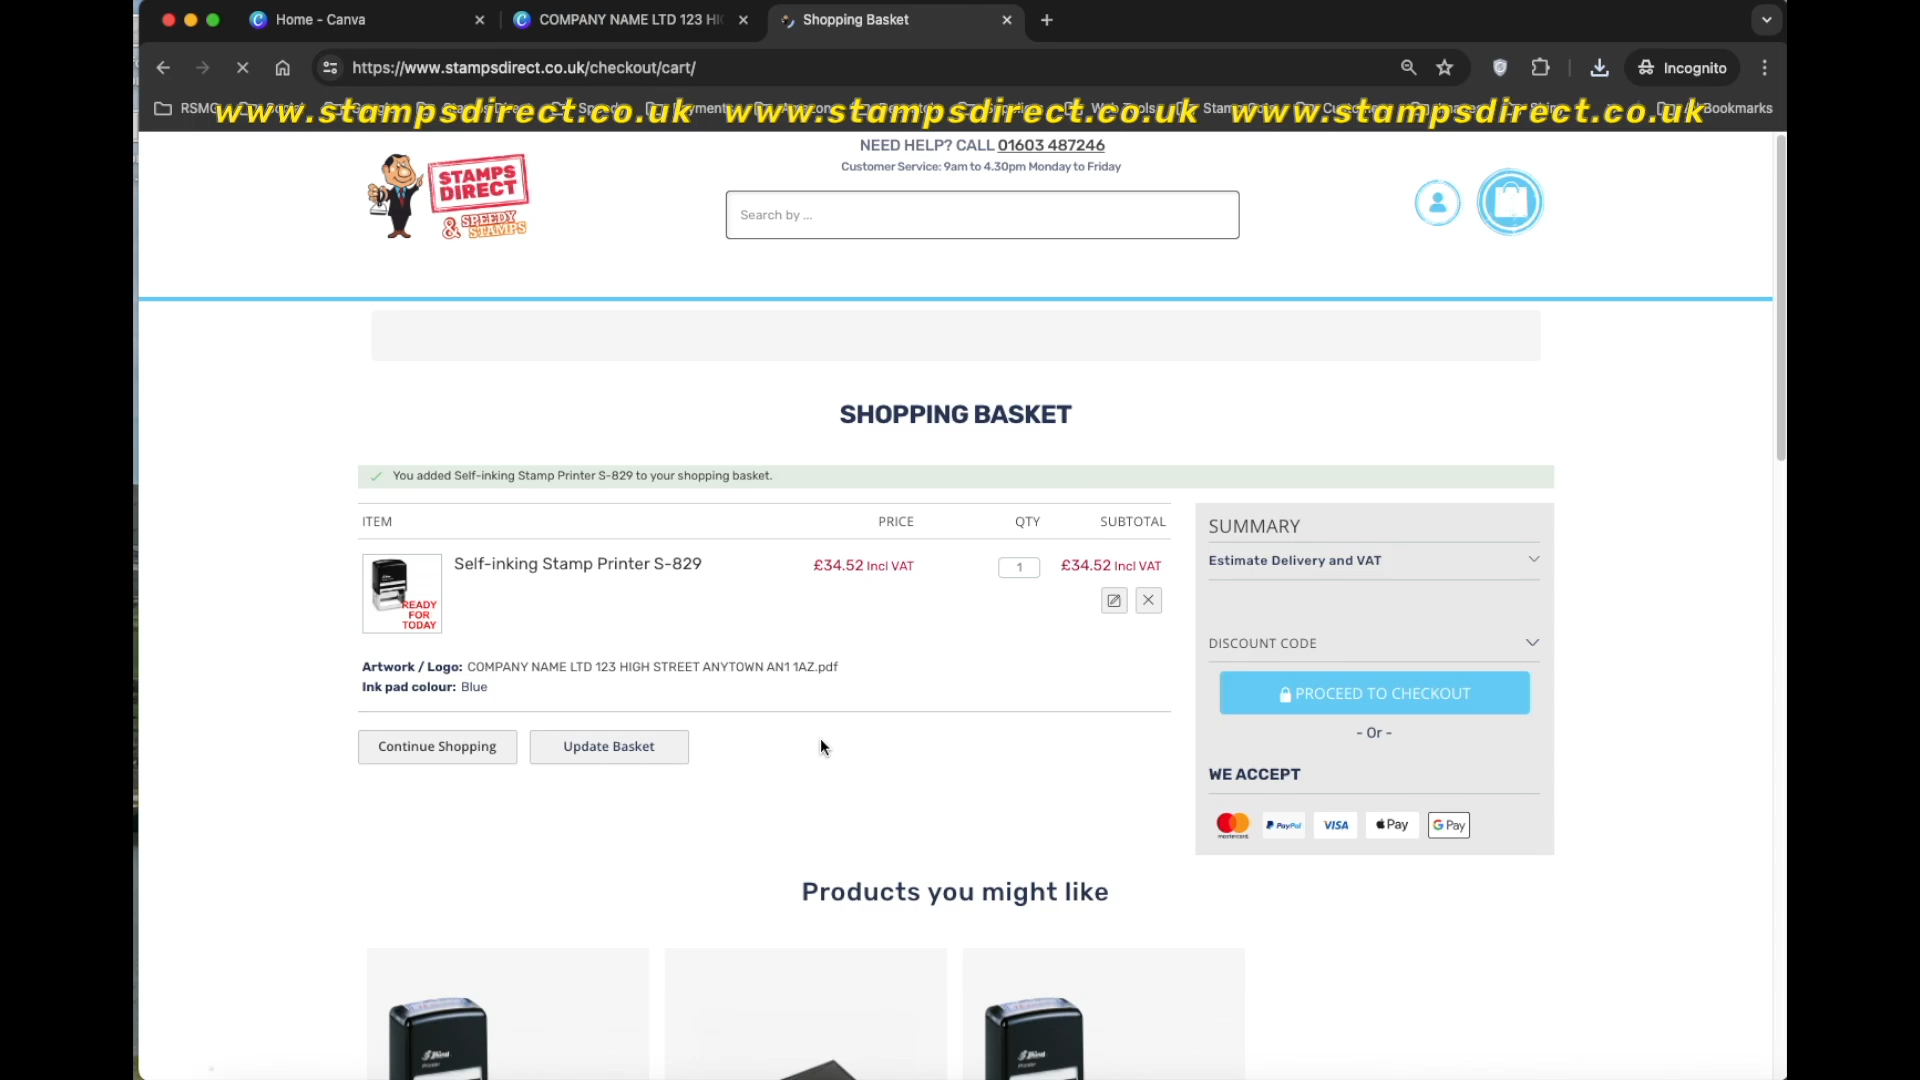 Home - Canva
COMPANY NAME LTD 123 HI
Shopping Basket
https://www.stampsdirect.co.uk/checkout/cart/
Incognito
RSMG
Bookmarks
www.stampsdirect.co.uk www.stampsdirect.co.uk www.stampsdirect.co.uk
NEED HELP? CALL 01603 487246
Customer Service: 9am to 4.30pm Monday to Friday
STAMPS
DIRECT
& SPEEDY
STAMPS
Search by ...
SHOPPING BASKET
You added Self-inking Stamp Printer S-829 to your shopping basket.
ITEM PRICE QTY SUBTOTAL
Self-inking Stamp Printer S-829 £34.52 Incl VAT 1 £34.52 Incl VAT
READY
FOR
TODAY
Artwork / Logo: COMPANY NAME LTD 123 HIGH STREET ANYTOWN AN1 1AZ.pdf
Ink pad colour: Blue
Continue Shopping
Update Basket
SUMMARY
Estimate Delivery and VAT
DISCOUNT CODE
PROCEED TO CHECKOUT
- Or -
WE ACCEPT
mastercard PayPal VISA Pay G Pay
Products you might like
Shiny
Printer
Shiny
Printer